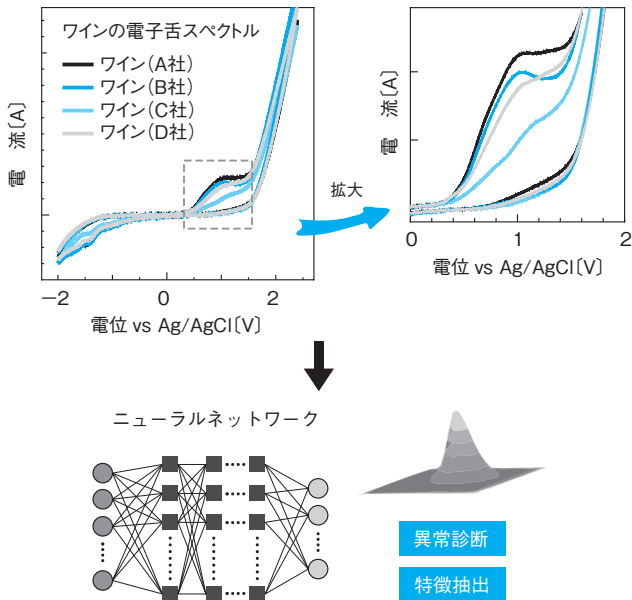 ワインの電子舌スペクトル
ワイン(A社)
ワイン(B社)
ワイン(C社)
ワイン(D社)
電 流〔A〕
−2
0
2
電位 vs Ag/AgCl〔V〕
拡大
電 流〔A〕
0
1
2
電位 vs Ag/AgCl〔V〕
ニューラルネットワーク
異常診断
特徴抽出